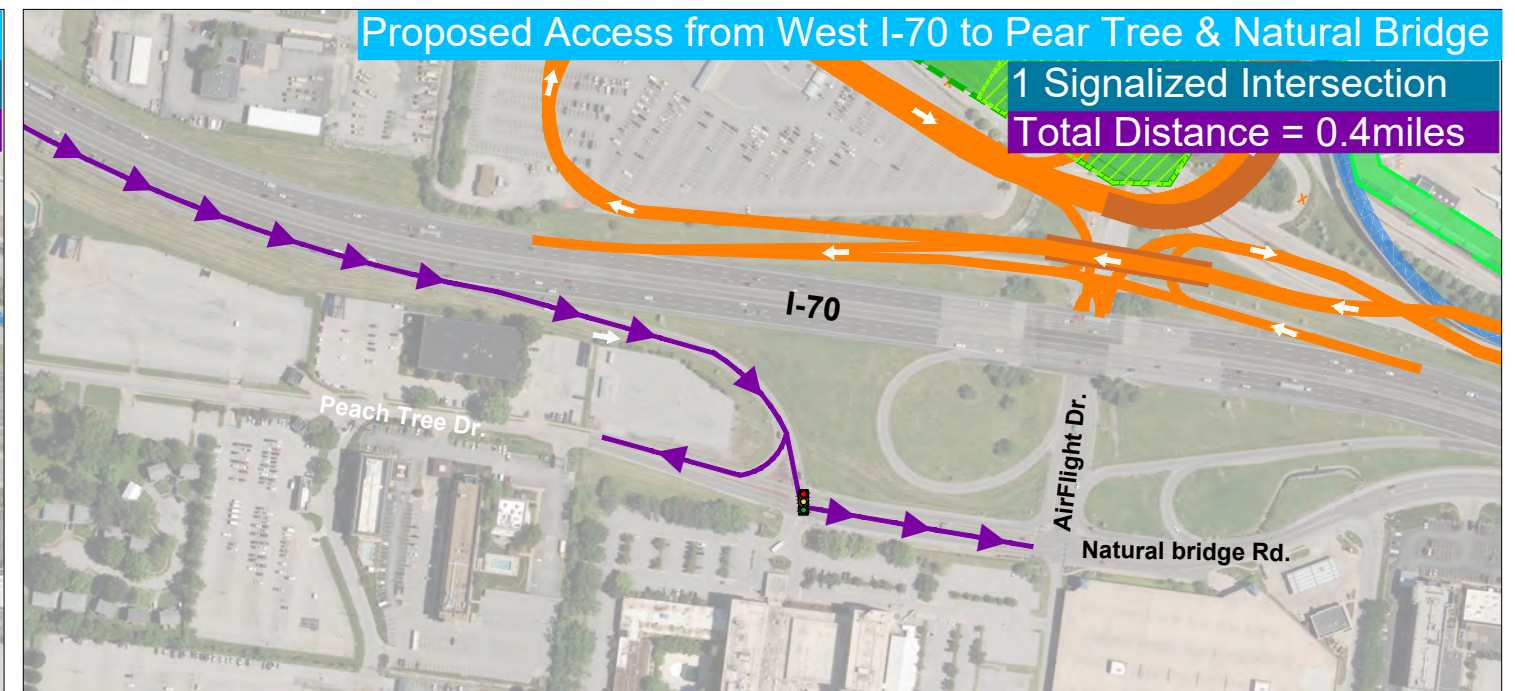 Proposed Access from West I-70 to Pear Tree & Natural Bridge
1 Signalized Intersection
Total Distance = 0.4miles
I-70
Peach Tree Dr.
AirFlight Dr.
Natural bridge Rd.